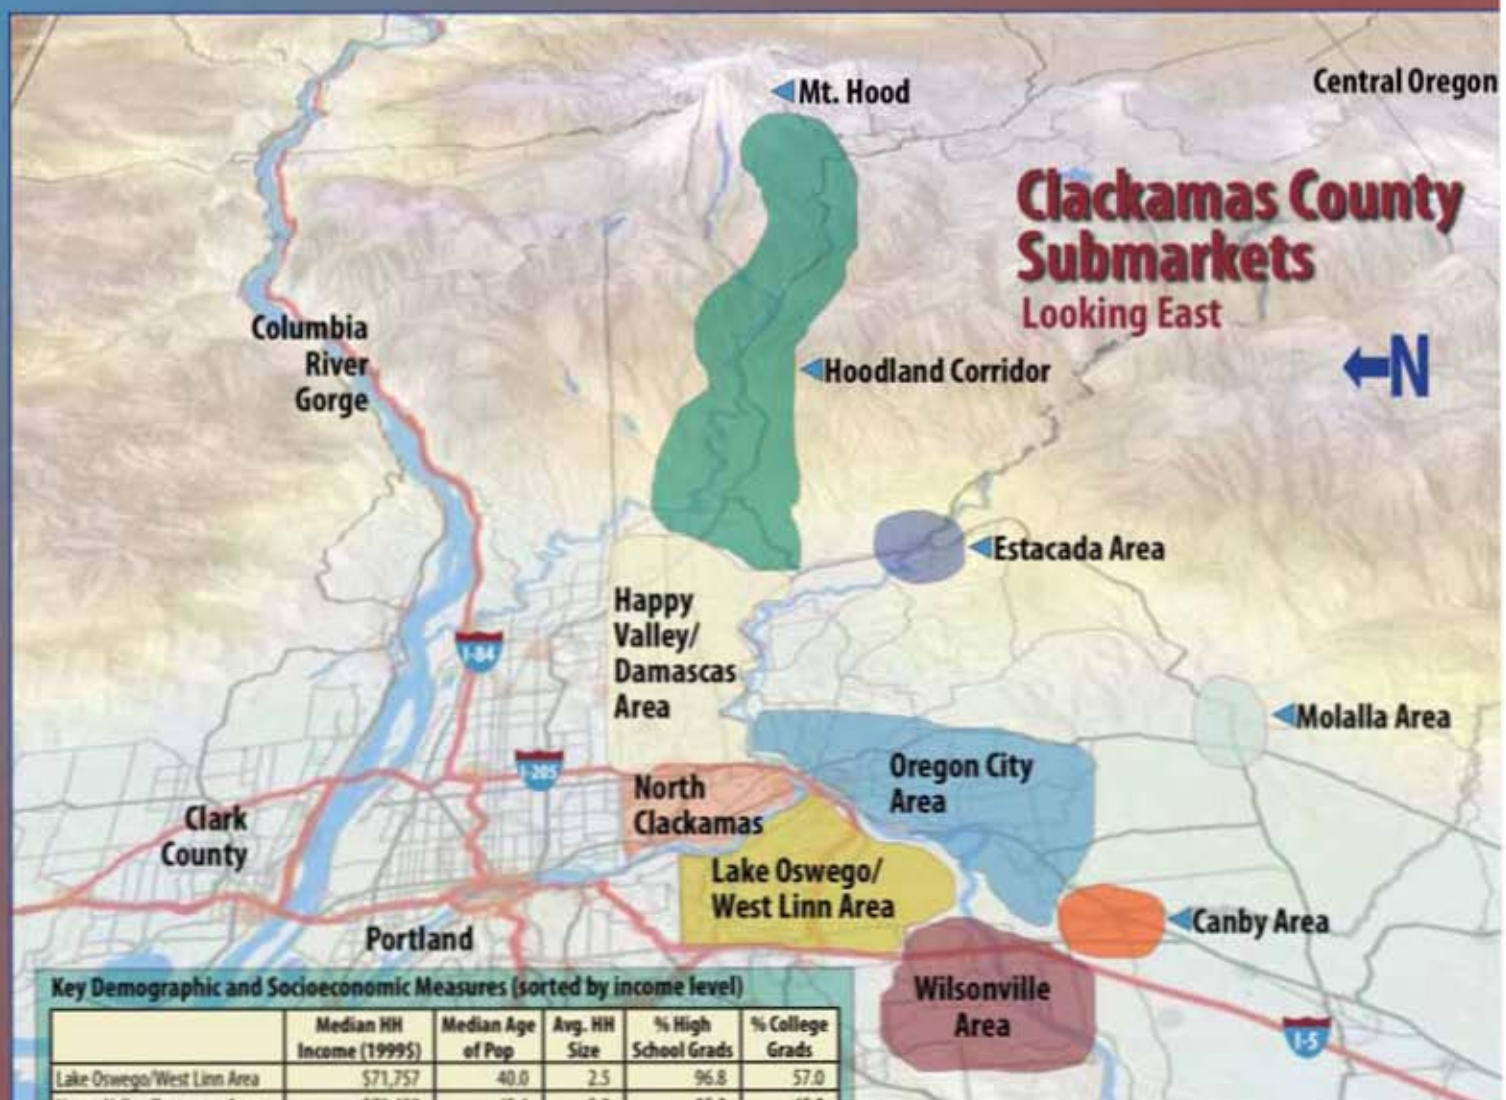 Mt. Hood
Central Oregon
Clackamas County
Submarkets
Looking East
N
Columbia
River
Gorge
Hoodland Corridor
Estacada Area
Happy
Valley/
Damascas
Area
I-84
Molalla Area
I-205
Oregon City
Area
North
Clackamas
Clark
County
Lake Oswego/
West Linn Area
Canby Area
Portland
Wilsonville
Area
I-5
Key Demographic and Socioeconomic Measures (sorted by income level)
Median HH Income (1999$) Median Age of Pop Avg. HH Size % High School Grads % College Grads
Lake Oswego/West Linn Area $71,757 40.0 2.5 96.8 57.0